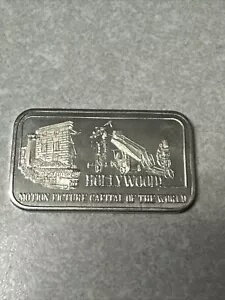 HOLLYWOOD!
MOTION PICTURE CAPITAL OF THE WORLD